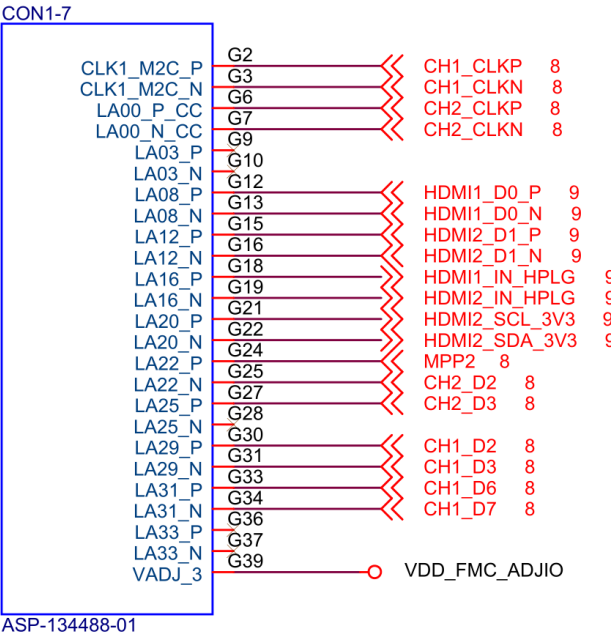 CON1-7
CLK1_M2C_P G2 CH1_CLKP 8
CLK1_M2C_N G3 CH1_CLKN 8
LA00_P_CC G6 CH2_CLKP 8
LA00_N_CC G7 CH2_CLKN 8
LA03_P G9
LA03_N G10
LA08_P G12 HDMI1_D0_P 9
LA08_N G13 HDMI1_D0_N 9
LA12_P G15 HDMI2_D1_P 9
LA12_N G16 HDMI2_D1_N 9
LA16_P G18 HDMI1_IN_HPLG 9
LA16_N G19 HDMI2_IN_HPLG 9
LA20_P G21 HDMI2_SCL_3V3 9
LA20_N G22 HDMI2_SDA_3V3 9
LA22_P G24 MPP2 8
LA22_N G25 CH2_D2 8
LA25_P G27 CH2_D3 8
LA25_N G28
LA29_P G30 CH1_D2 8
LA29_N G31 CH1_D3 8
LA31_P G33 CH1_D6 8
LA31_N G34 CH1_D7 8
LA33_P G36
LA33_N G37
VADJ_3 G39 VDD_FMC_ADJIO
ASP-134488-01